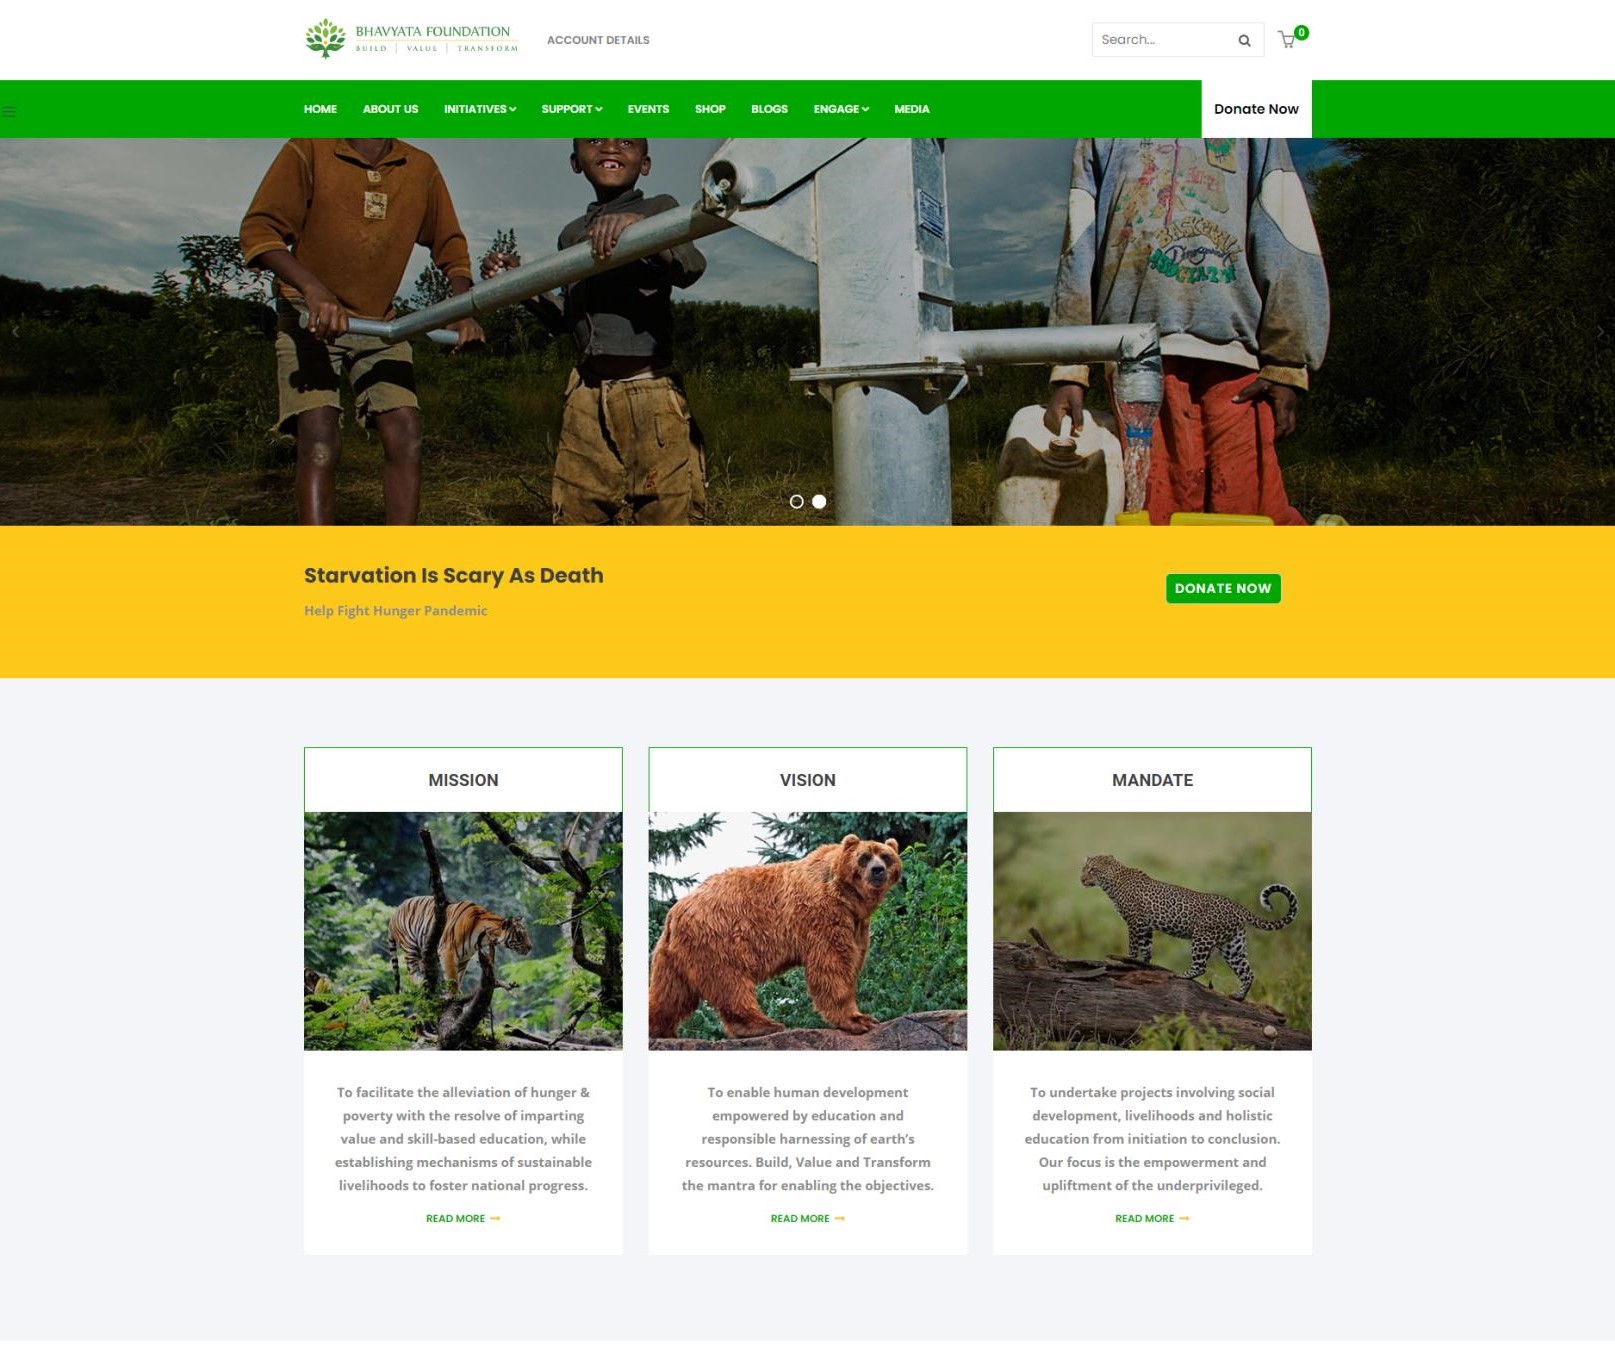 BHAVYATA FOUNDATION
BUILD | VALUE | TRANSFORM
ACCOUNT DETAILS
Search...
0
HOME
ABOUT US
INITIATIVES
SUPPORT
EVENTS
SHOP
BLOGS
ENGAGE
MEDIA
Donate Now
Starvation Is Scary As Death
Help Fight Hunger Pandemic
DONATE NOW
MISSION
To facilitate the alleviation of hunger &
poverty with the resolve of imparting
value and skill-based education, while
establishing mechanisms of sustainable
livelihoods to foster national progress.
READ MORE
VISION
To enable human development
empowered by education and
responsible harnessing of earth’s
resources. Build, Value and Transform
the mantra for enabling the objectives.
READ MORE
MANDATE
To undertake projects involving social
development, livelihoods and holistic
education from initiation to conclusion.
Our focus is the empowerment and
upliftment of the underprivileged.
READ MORE